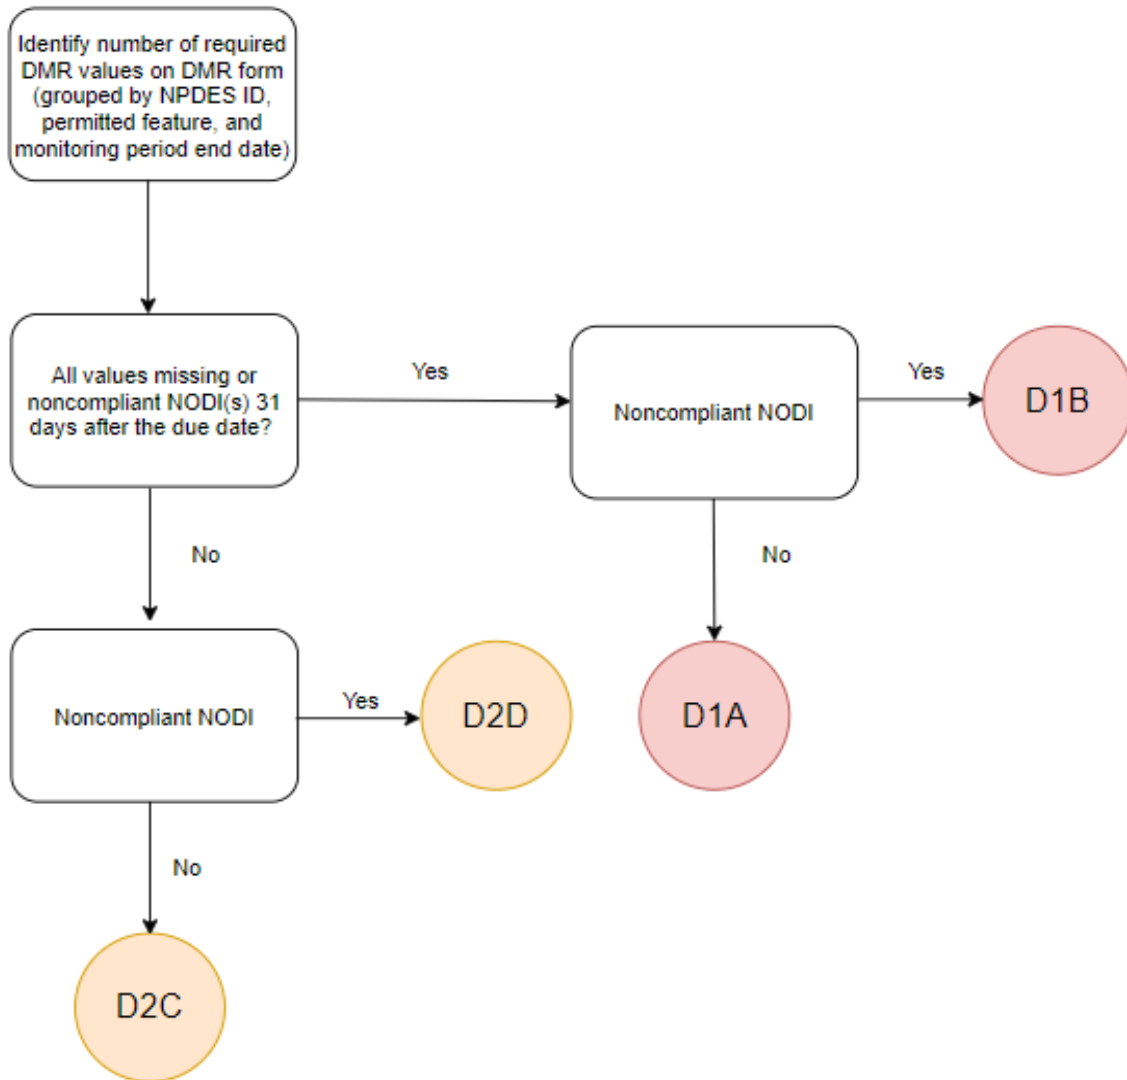 Identify number of required
DMR values on DMR form
(grouped by NPDES ID,
permitted feature, and
monitoring period end date)
All values missing or
noncompliant NODI(s) 31
days after the due date?
Yes
Noncompliant NODI
Yes
D1B
No
No
Noncompliant NODI
Yes
D2D
D1A
No
D2C